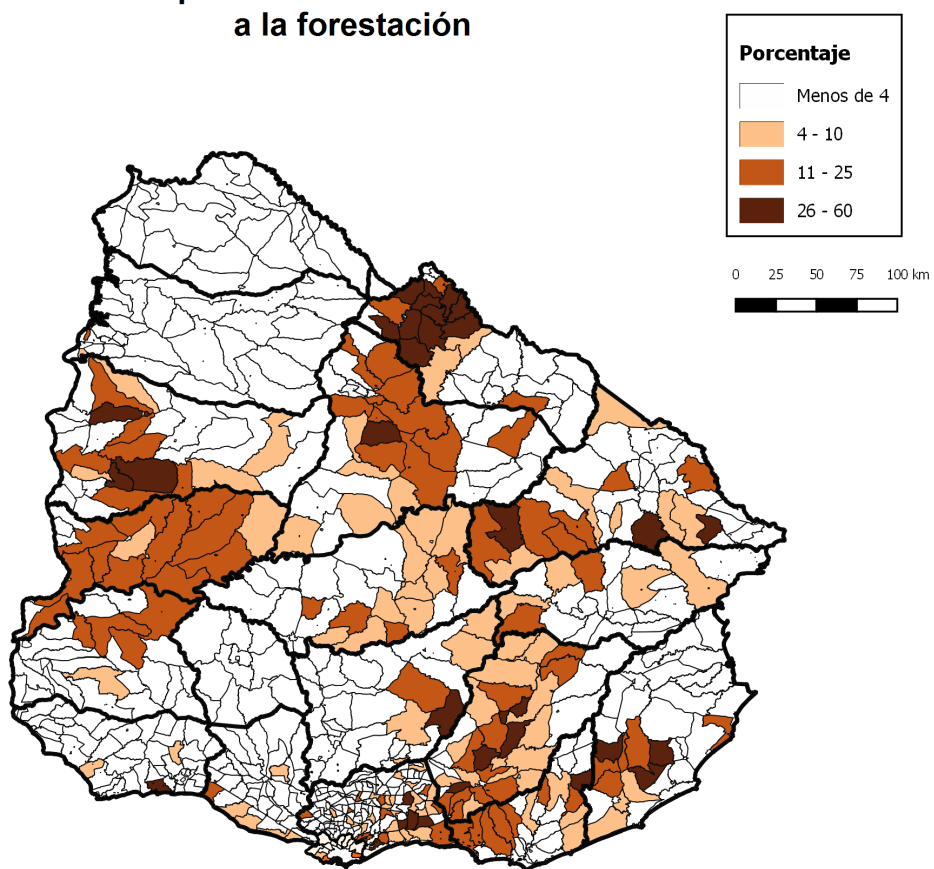 a la forestación
Porcentaje
Menos de 4
4 - 10
11 - 25
26 - 60
0 25 50 75 100 km